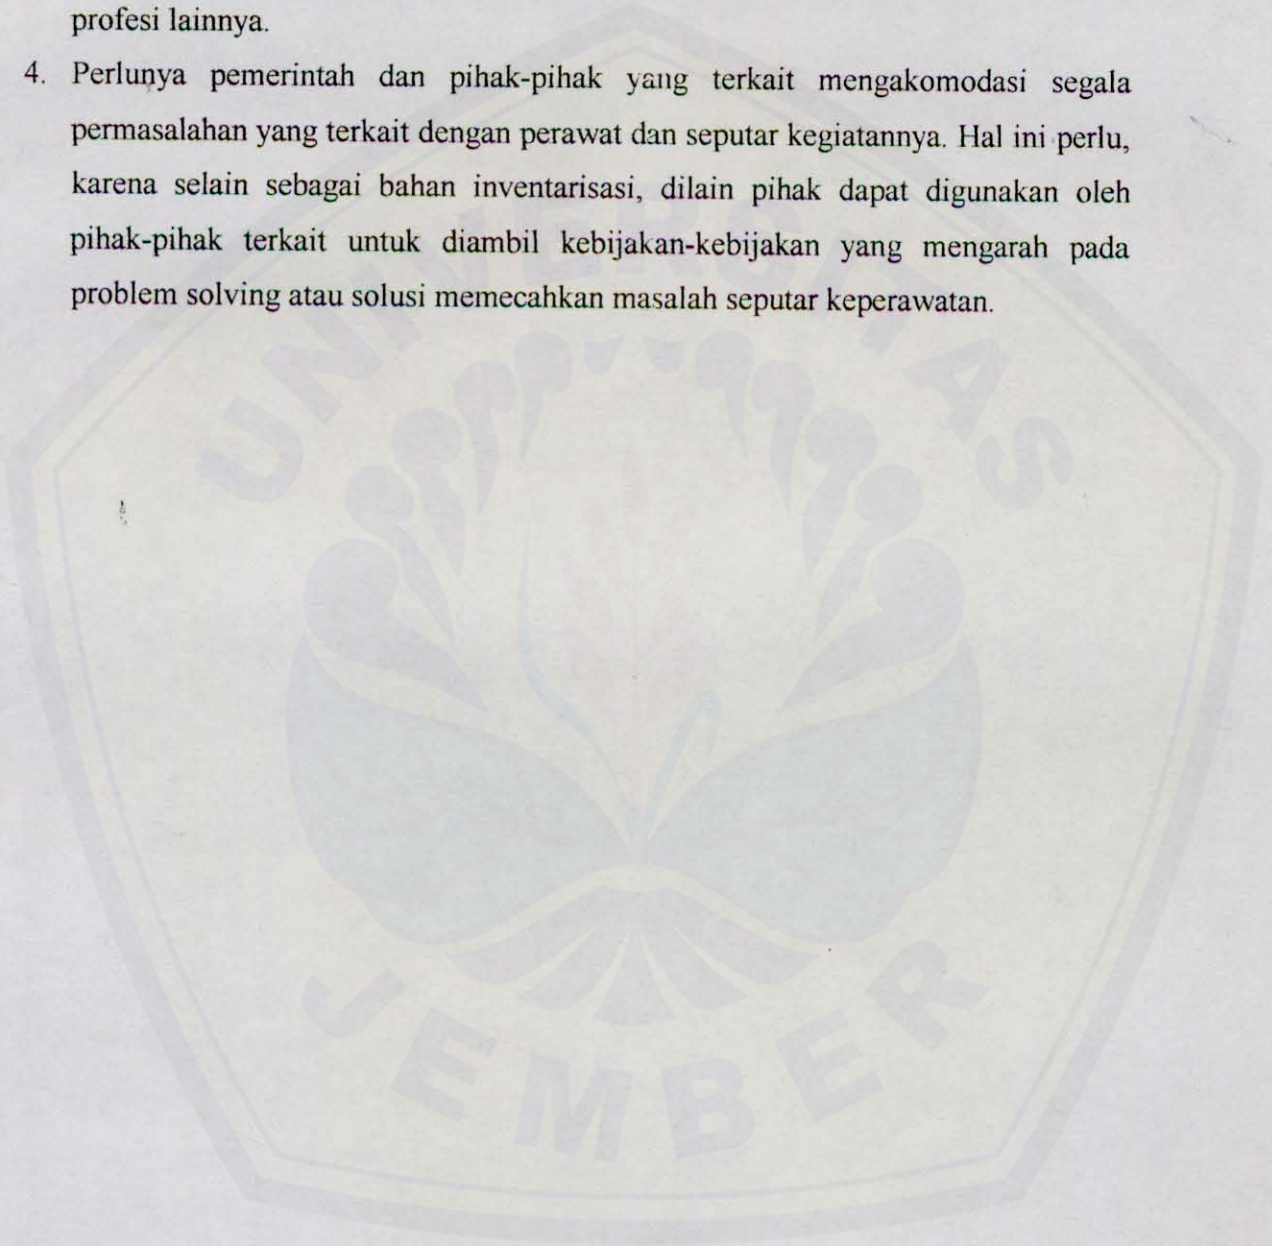 profesi lainnya.
4. Perlunya pemerintah dan pihak-pihak yang terkait mengakomodasi segala
permasalahan yang terkait dengan perawat dan seputar kegiatannya. Hal ini perlu,
karena selain sebagai bahan inventarisasi, dilain pihak dapat digunakan oleh
pihak-pihak terkait untuk diambil kebijakan-kebijakan yang mengarah pada
problem solving atau solusi memecahkan masalah seputar keperawatan.
UNIVERSITAS
JEMBER